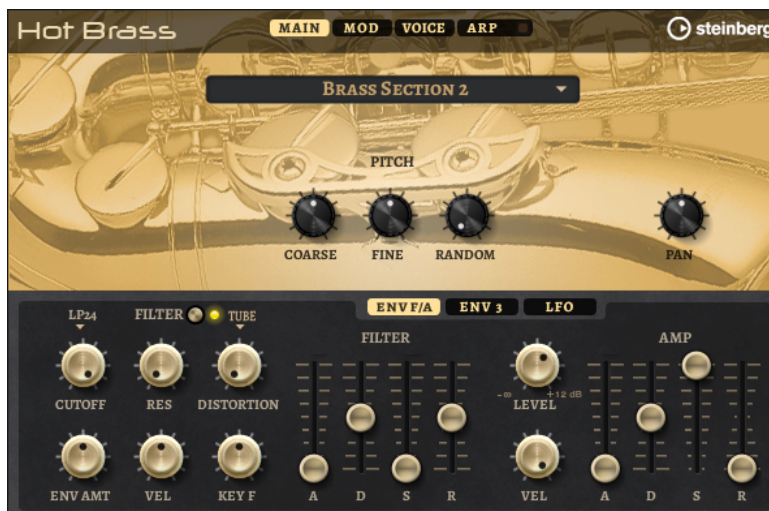 Hot Brass
MAIN MOD VOICE ARP
steinberg
BRASS SECTION 2
PITCH
COARSE FINE RANDOM PAN
LP24 FILTER TUBE
ENV F/A ENV 3 LFO
FILTER AMP
CUTOFF RES DISTORTION
-∞ +12 dB
LEVEL
ENV AMT VEL KEY F
A D S R
VEL
A D S R